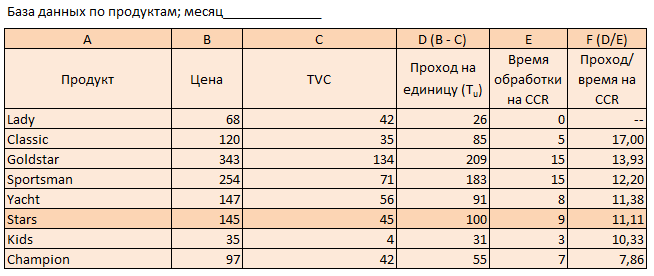 База данных по продуктам; месяц______________
A B C D (B - C) E F (D/E)
Продукт Цена TVC Проход на единицу (Tu) Время обработки на CCR Проход/ время на CCR
Lady 68 42 26 0 --
Classic 120 35 85 5 17,00
Goldstar 343 134 209 15 13,93
Sportsman 254 71 183 15 12,20
Yacht 147 56 91 8 11,38
Stars 145 45 100 9 11,11
Kids 35 4 31 3 10,33
Champion 97 42 55 7 7,86